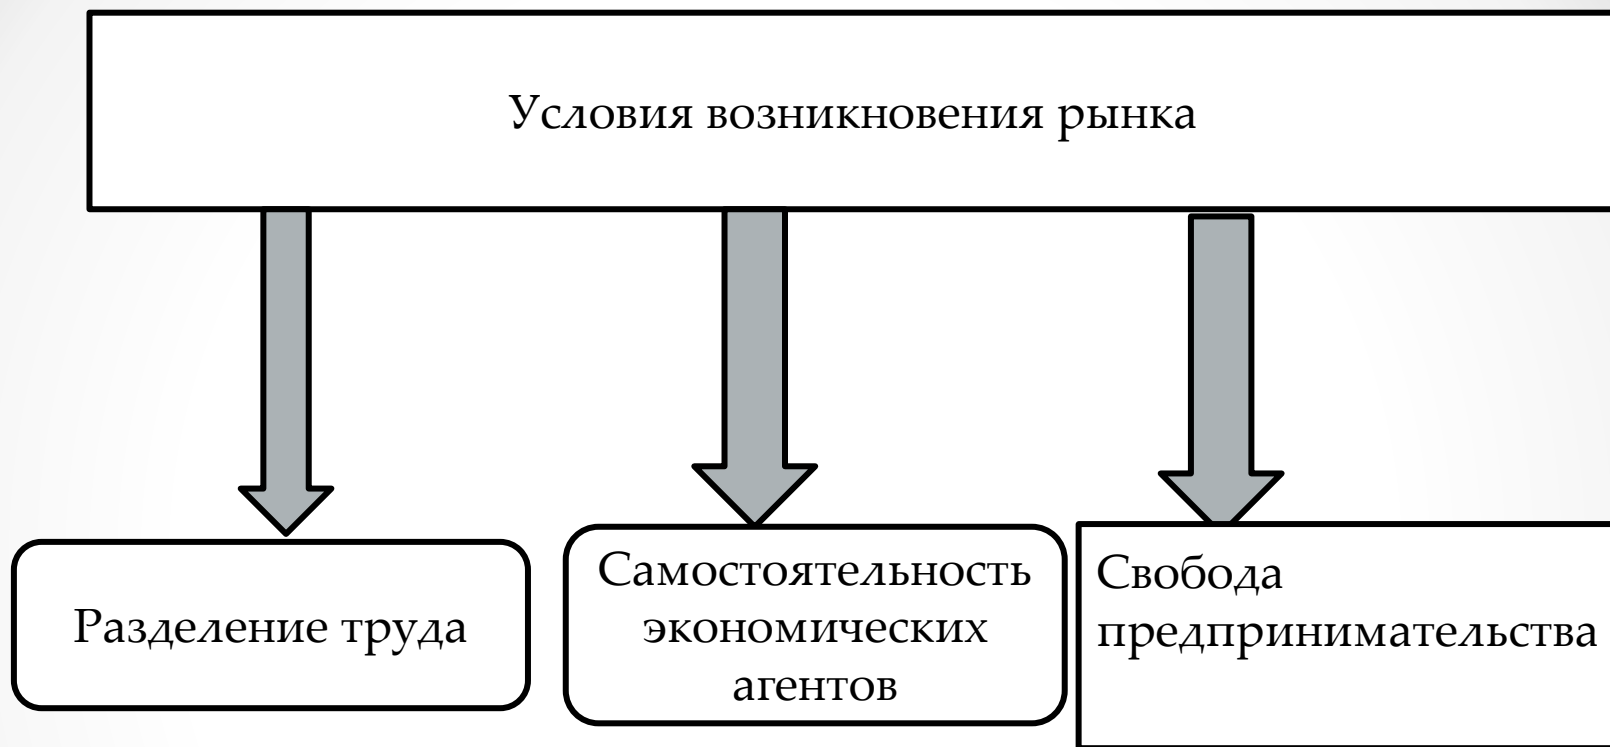 Условия возникновения рынка
Разделение труда
Самостоятельность
экономических
агентов
Свобода
предпринимательства